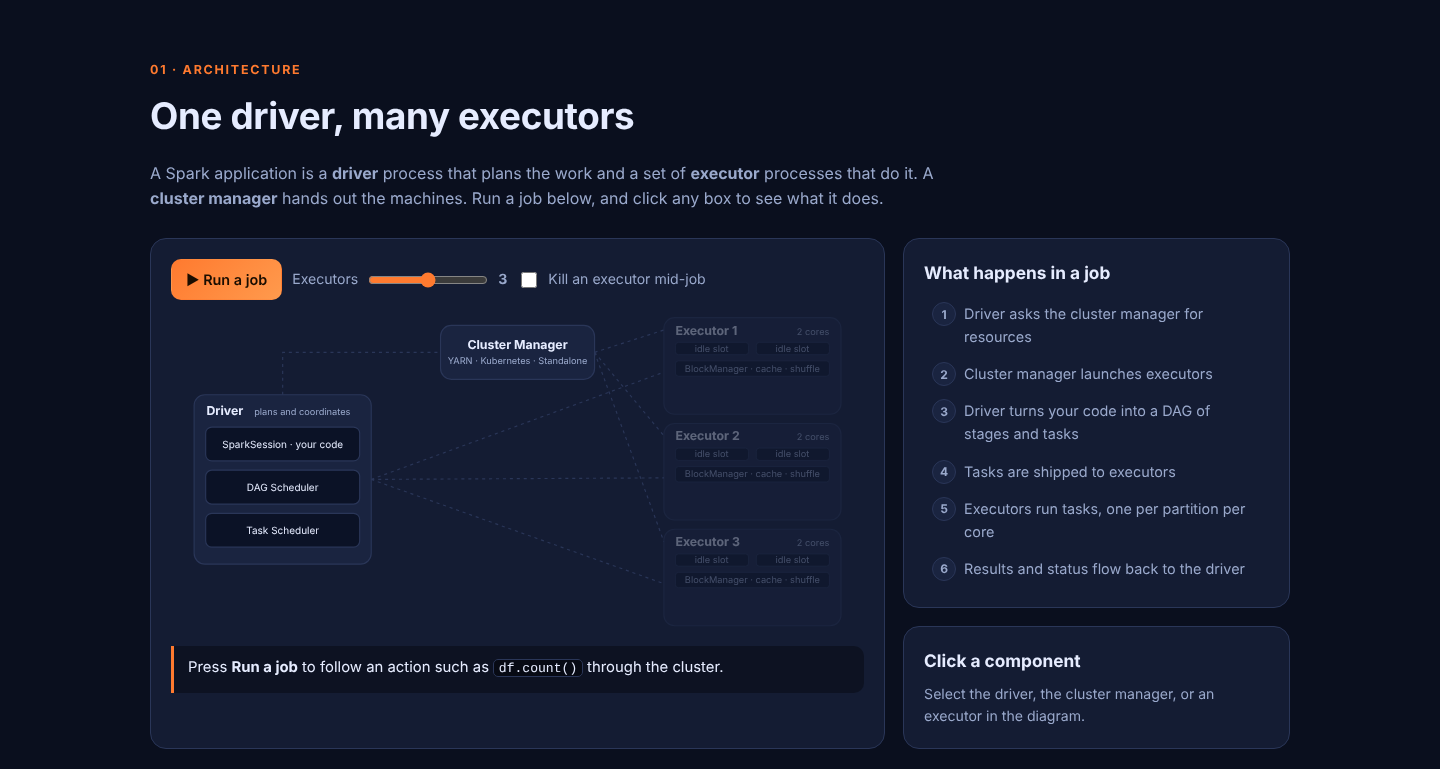 01 · ARCHITECTURE
One driver, many executors
A Spark application is a driver process that plans the work and a set of executor processes that do it. A
cluster manager hands out the machines. Run a job below, and click any box to see what it does.
▶ Run a job
Executors
3
Kill an executor mid-job
Cluster Manager
YARN · Kubernetes · Standalone
Driver
plans and coordinates
SparkSession · your code
DAG Scheduler
Task Scheduler
Executor 1
2 cores
idle slot
idle slot
BlockManager · cache · shuffle
Executor 2
2 cores
idle slot
idle slot
BlockManager · cache · shuffle
Executor 3
2 cores
idle slot
idle slot
BlockManager · cache · shuffle
Press Run a job to follow an action such as df.count() through the cluster.
What happens in a job
1 Driver asks the cluster manager for
resources
2 Cluster manager launches executors
3 Driver turns your code into a DAG of
stages and tasks
4 Tasks are shipped to executors
5 Executors run tasks, one per partition per
core
6 Results and status flow back to the driver
Click a component
Select the driver, the cluster manager, or an
executor in the diagram.